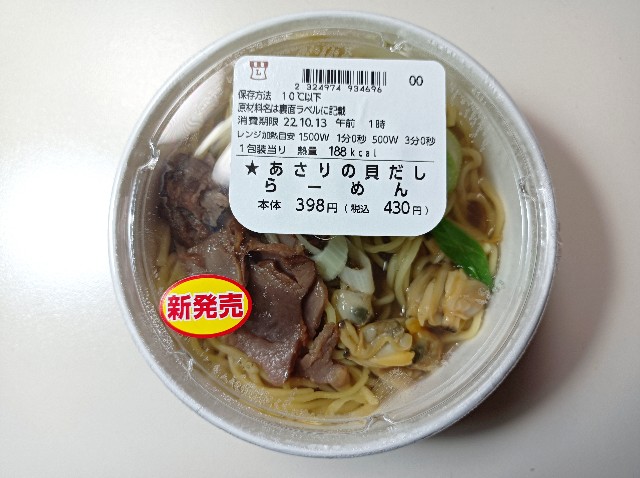 L
00
2 324974 934696
保存方法 10℃以下
原材料名は裏面ラベルに記載
消費期限 22.10.13 午前 1時
レンジ加熱目安 1500W 1分0秒 500W 3分0秒
1包装当り 熱量 188kcal
★あさりの貝だし
らーめん
本体 398円(税込 430円)
新発売